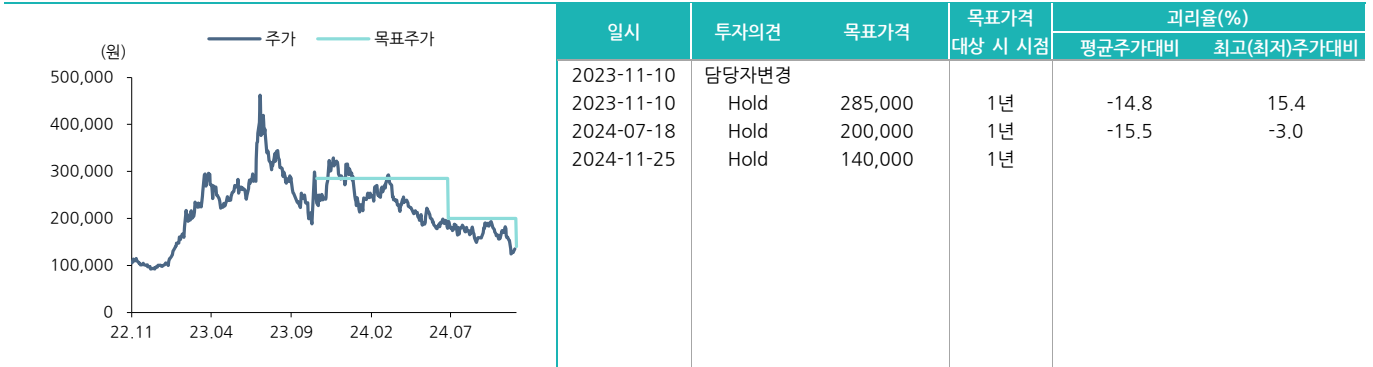 주가 목표주가
(원)
500,000
400,000
300,000
200,000
100,000
0
22.11 23.04 23.09 24.02 24.07
일시 투자의견 목표가격 목표가격 대상 시 시점 괴리율(%)
평균주가대비 최고(최저)주가대비
2023-11-10 담당자변경
2023-11-10 Hold 285,000 1년 -14.8 15.4
2024-07-18 Hold 200,000 1년 -15.5 -3.0
2024-11-25 Hold 140,000 1년